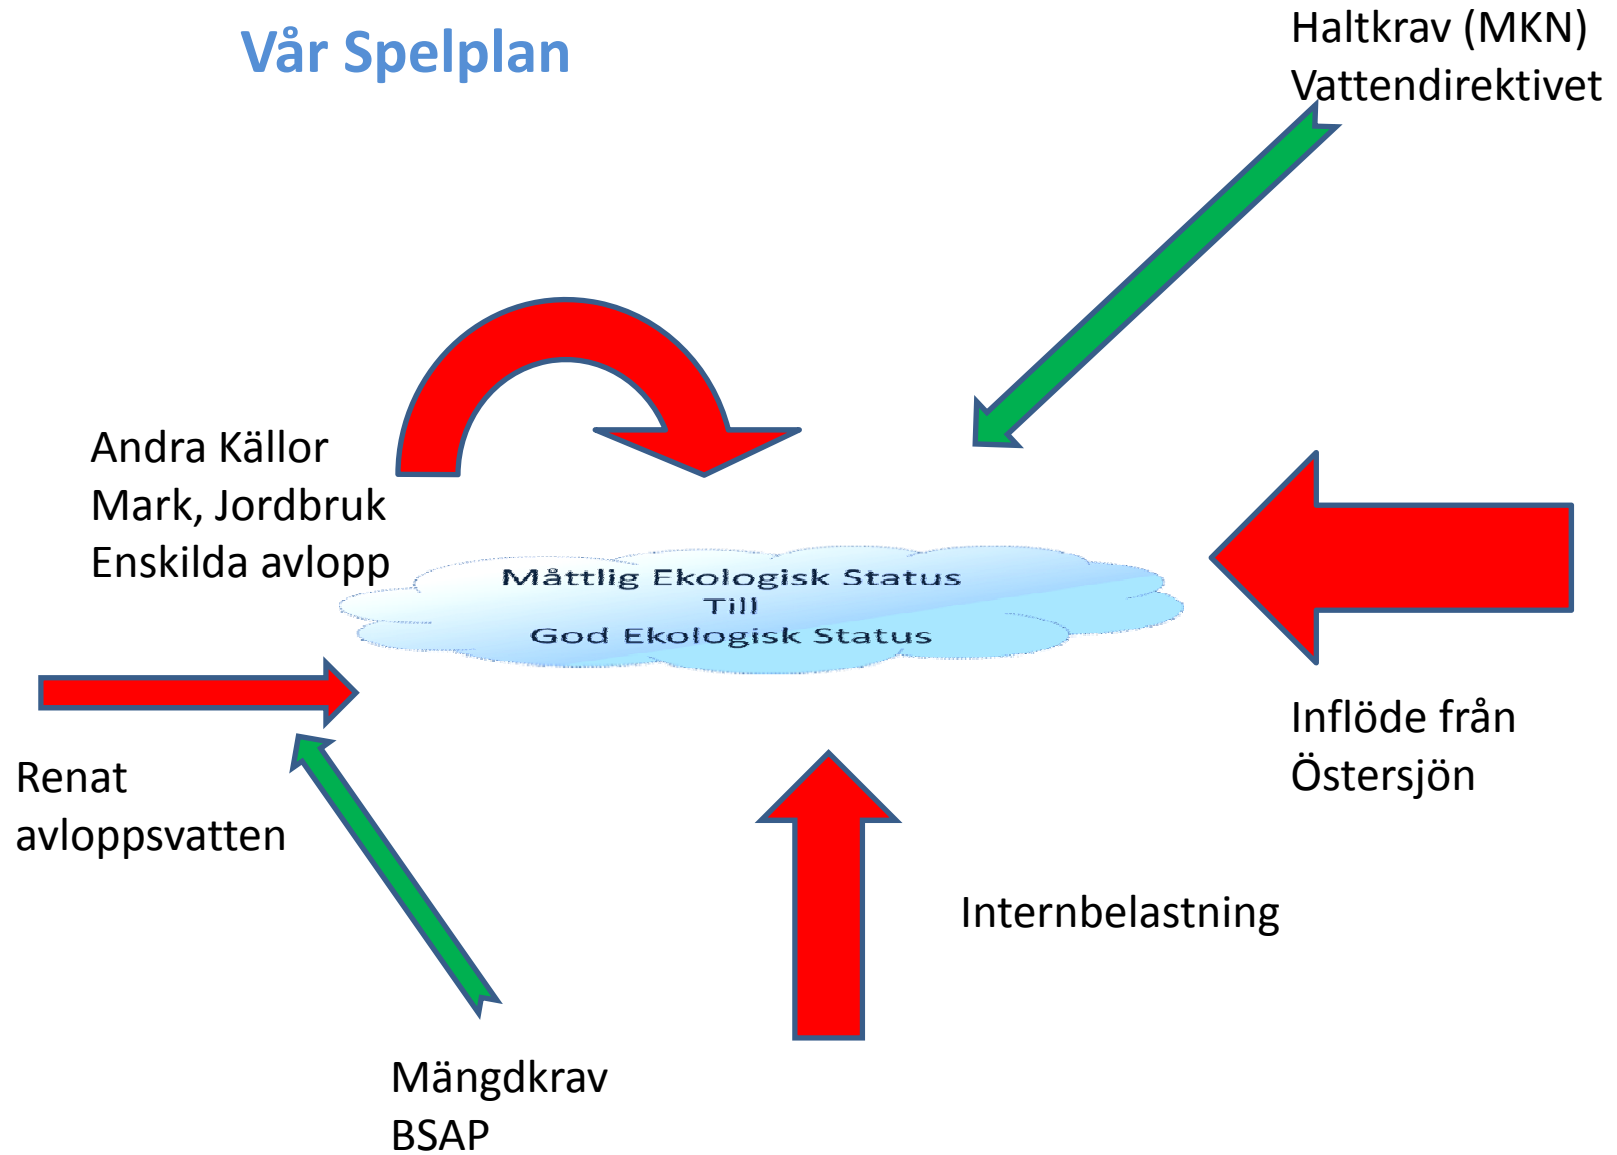 Vår Spelplan
Haltkrav (MKN)
Vattendirektivet
Andra Källor
Mark, Jordbruk
Enskilda avlopp
Måttlig Ekologisk Status
Till
God Ekologisk Status
Renat
avloppsvatten
Inflöde från
Östersjön
Internbelastning
Mängdkrav
BSAP